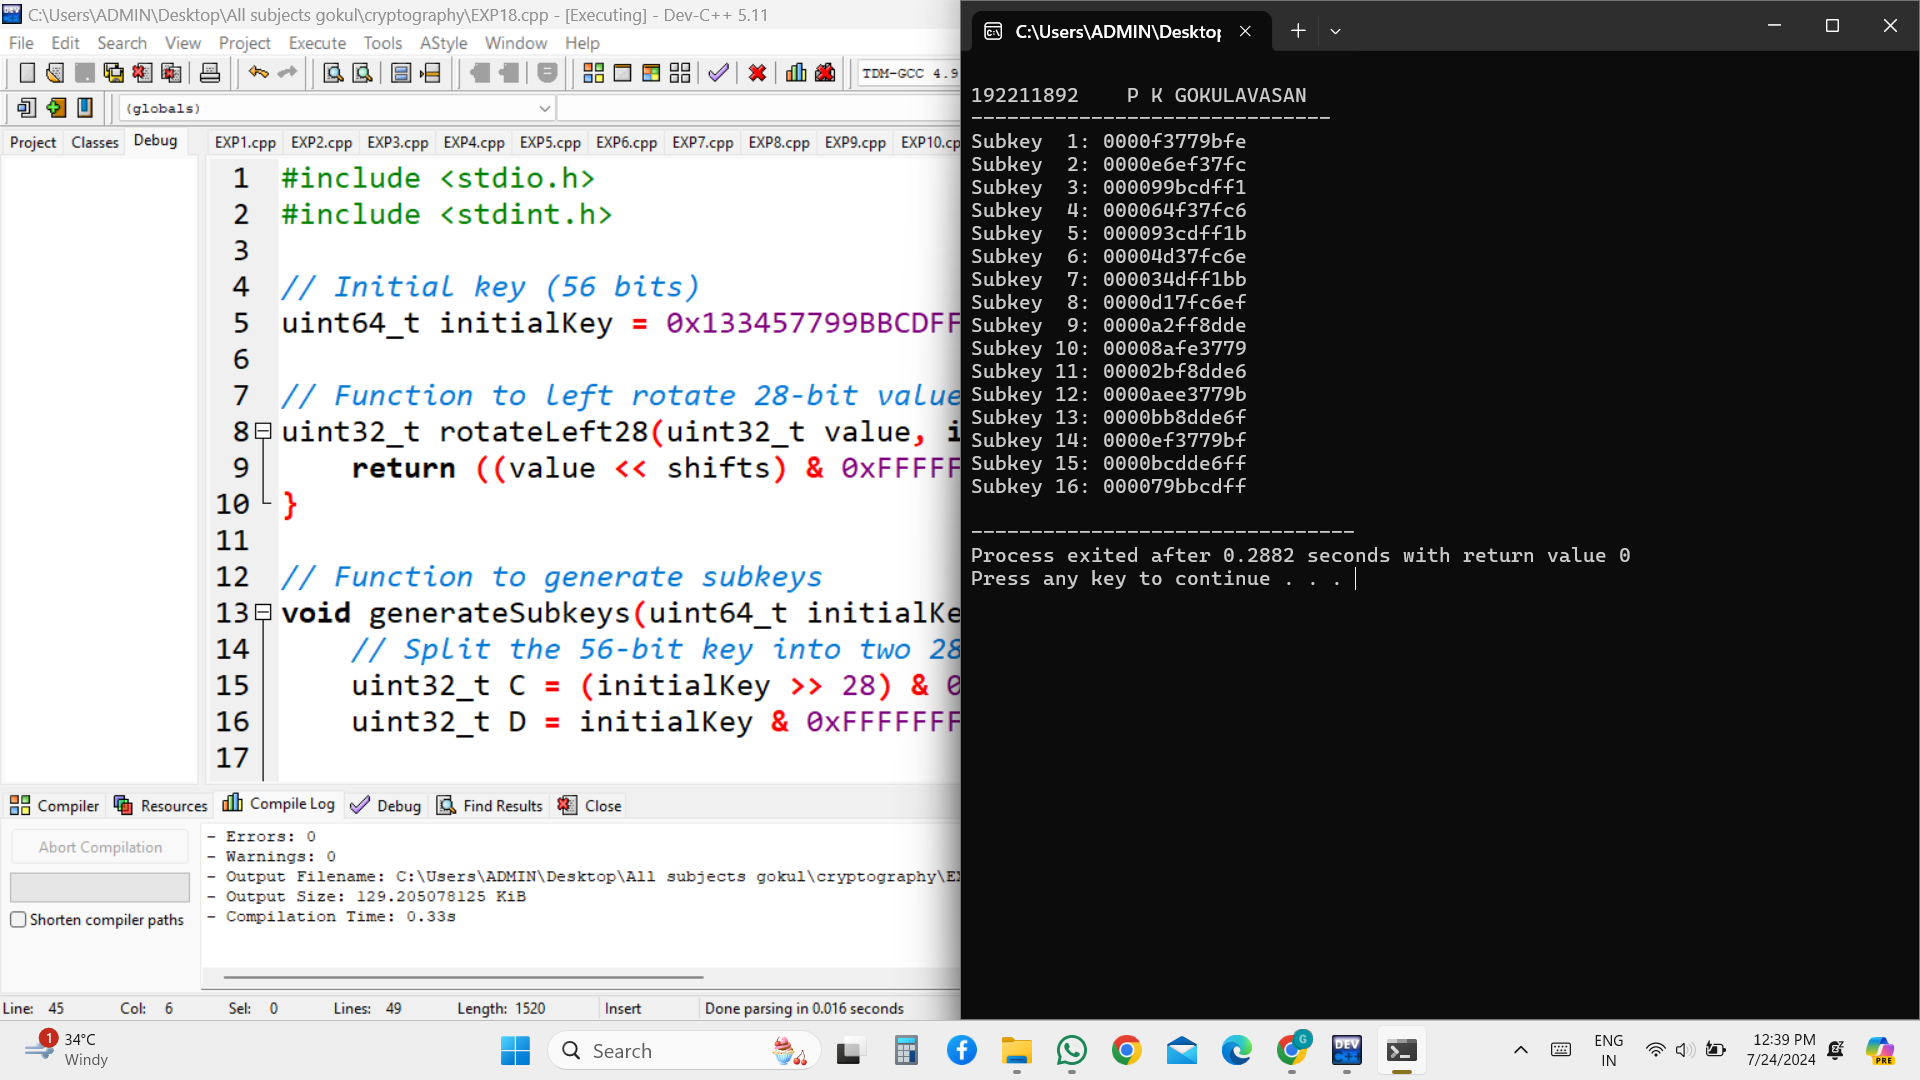 C:\Users\ADMIN\Desktop\All subjects gokul\cryptography\EXP18.cpp - [Executing] - Dev-C++ 5.11
File Edit Search View Project Execute Tools AStyle Window Help
TDM-GCC 4.9
(globals)
Project Classes Debug
EXP1.cpp EXP2.cpp EXP3.cpp EXP4.cpp EXP5.cpp EXP6.cpp EXP7.cpp EXP8.cpp EXP9.cpp EXP10.cp
1 #include <stdio.h>
2 #include <stdint.h>
3
4 // Initial key (56 bits)
5 uint64_t initialKey = 0x133457799BBCDFF
6
7 // Function to left rotate 28-bit value
8 uint32_t rotateLeft28(uint32_t value, i
9 return ((value << shifts) & 0xFFFFF
10 }
11
12 // Function to generate subkeys
13 void generateSubkeys(uint64_t initialKe
14 // Split the 56-bit key into two 28
15 uint32_t C = (initialKey >> 28) & 0
16 uint32_t D = initialKey & 0xFFFFFFF
17
Compiler Resources Compile Log Debug Find Results Close
Abort Compilation
Shorten compiler paths
- Errors: 0
- Warnings: 0
- Output Filename: C:\Users\ADMIN\Desktop\All subjects gokul\cryptography\EX
- Output Size: 129.205078125 KiB
- Compilation Time: 0.33s
Line: 45 Col: 6 Sel: 0 Lines: 49 Length: 1520 Insert Done parsing in 0.016 seconds
C:\Users\ADMIN\Desktop
192211892 P K GOKULAVASAN
------------------------------
Subkey 1: 0000f3779bfe
Subkey 2: 0000e6ef37fc
Subkey 3: 000099bcdff1
Subkey 4: 000064f37fc6
Subkey 5: 000093cdff1b
Subkey 6: 00004d37fc6e
Subkey 7: 000034dff1bb
Subkey 8: 0000d17fc6ef
Subkey 9: 0000a2ff8dde
Subkey 10: 00008afe3779
Subkey 11: 00002bf8dde6
Subkey 12: 0000aee3779b
Subkey 13: 0000bb8dde6f
Subkey 14: 0000ef3779bf
Subkey 15: 0000bcdde6ff
Subkey 16: 000079bbcdff
--------------------------------
Process exited after 0.2882 seconds with return value 0
Press any key to continue . . .
1 34°C
Windy
Search
G
DEV
C++
ENG
IN
12:39 PM
7/24/2024
PRE